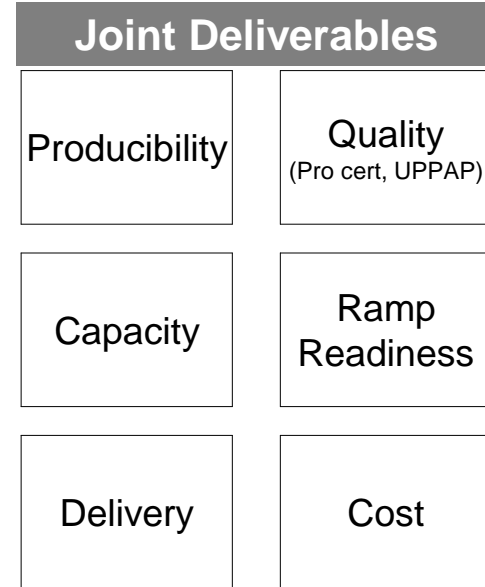 Joint Deliverables
Producibility
Quality
(Pro cert, UPPAP)
Capacity
Ramp
Readiness
Delivery
Cost